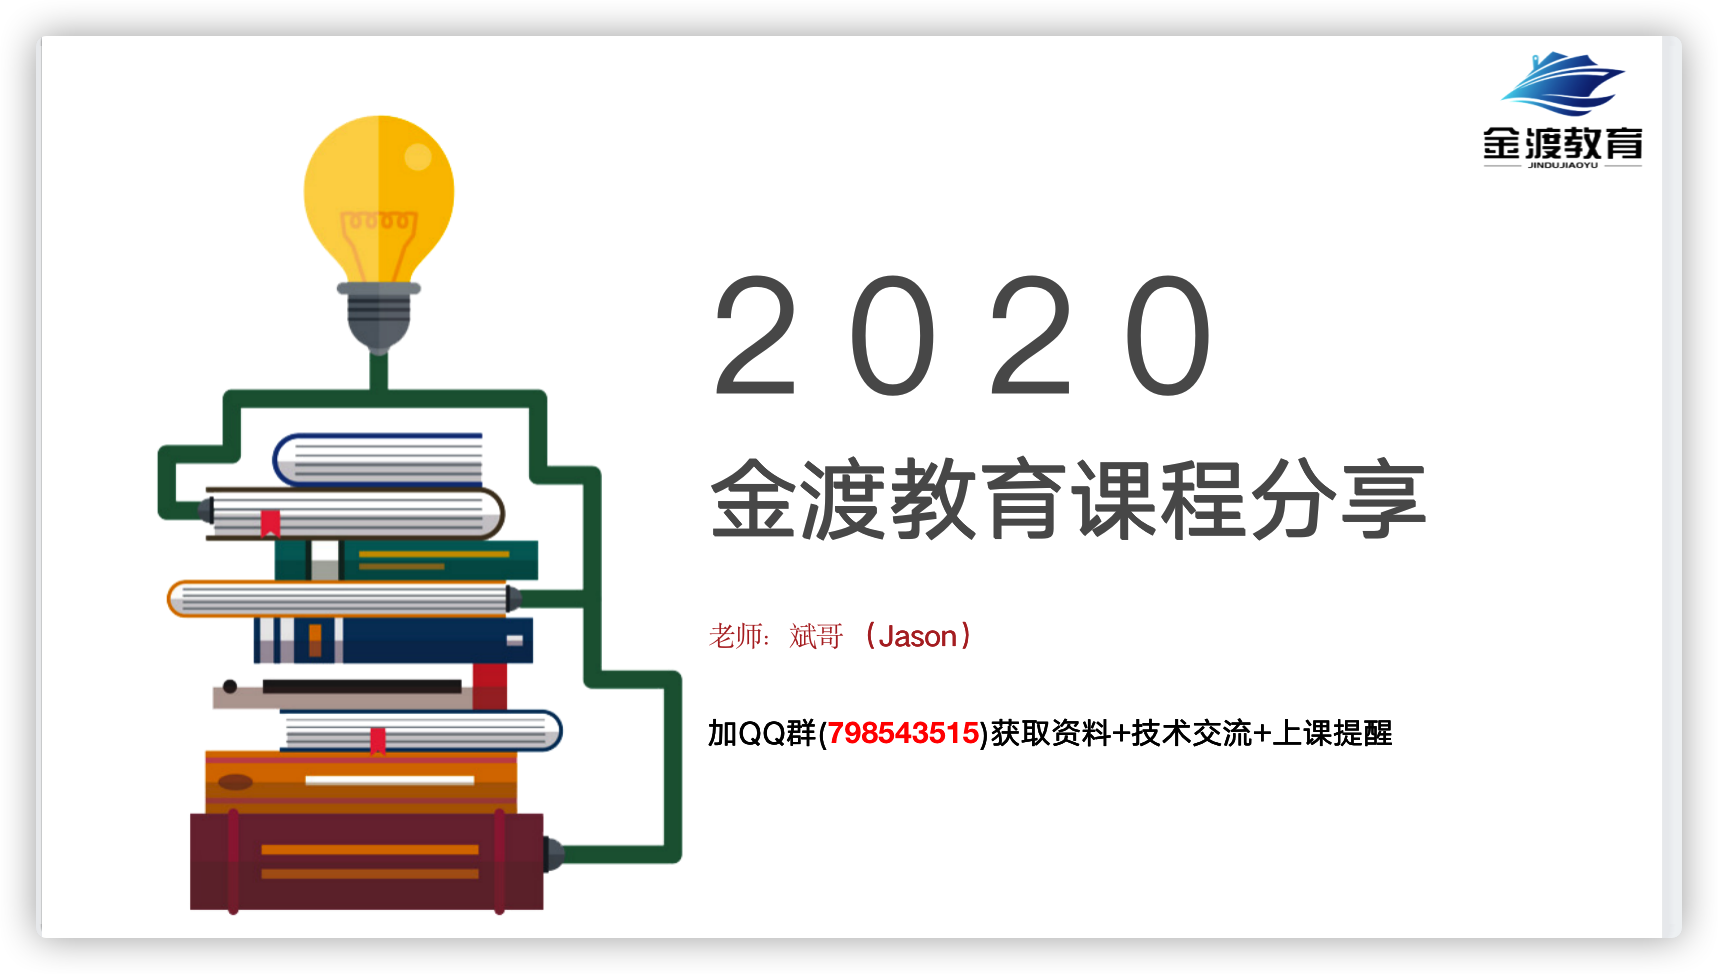 金渡教育
JINDUJIAOYU
2020
金渡教育课程分享
老师：斌哥 （Jason）
加QQ群(798543515)获取资料+技术交流+上课提醒